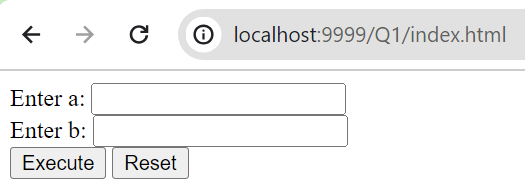 localhost:9999/Q1/index.html
Enter a:
Enter b:
Execute Reset